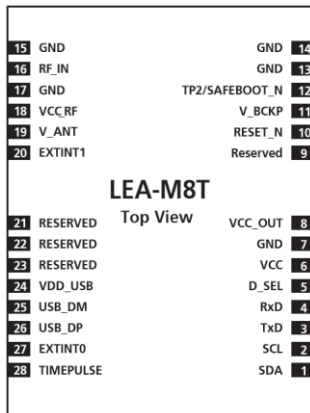 15 GND GND 14
16 RF_IN GND 13
17 GND TP2/SAFEBOOT_N 12
18 VCC_RF V_BCKP 11
19 V_ANT RESET_N 10
20 EXTINT1 Reserved 9
LEA-M8T
Top View
21 RESERVED VCC_OUT 8
22 RESERVED GND 7
23 RESERVED VCC 6
24 VDD_USB D_SEL 5
25 USB_DM RxD 4
26 USB_DP TxD 3
27 EXTINT0 SCL 2
28 TIMEPULSE SDA 1